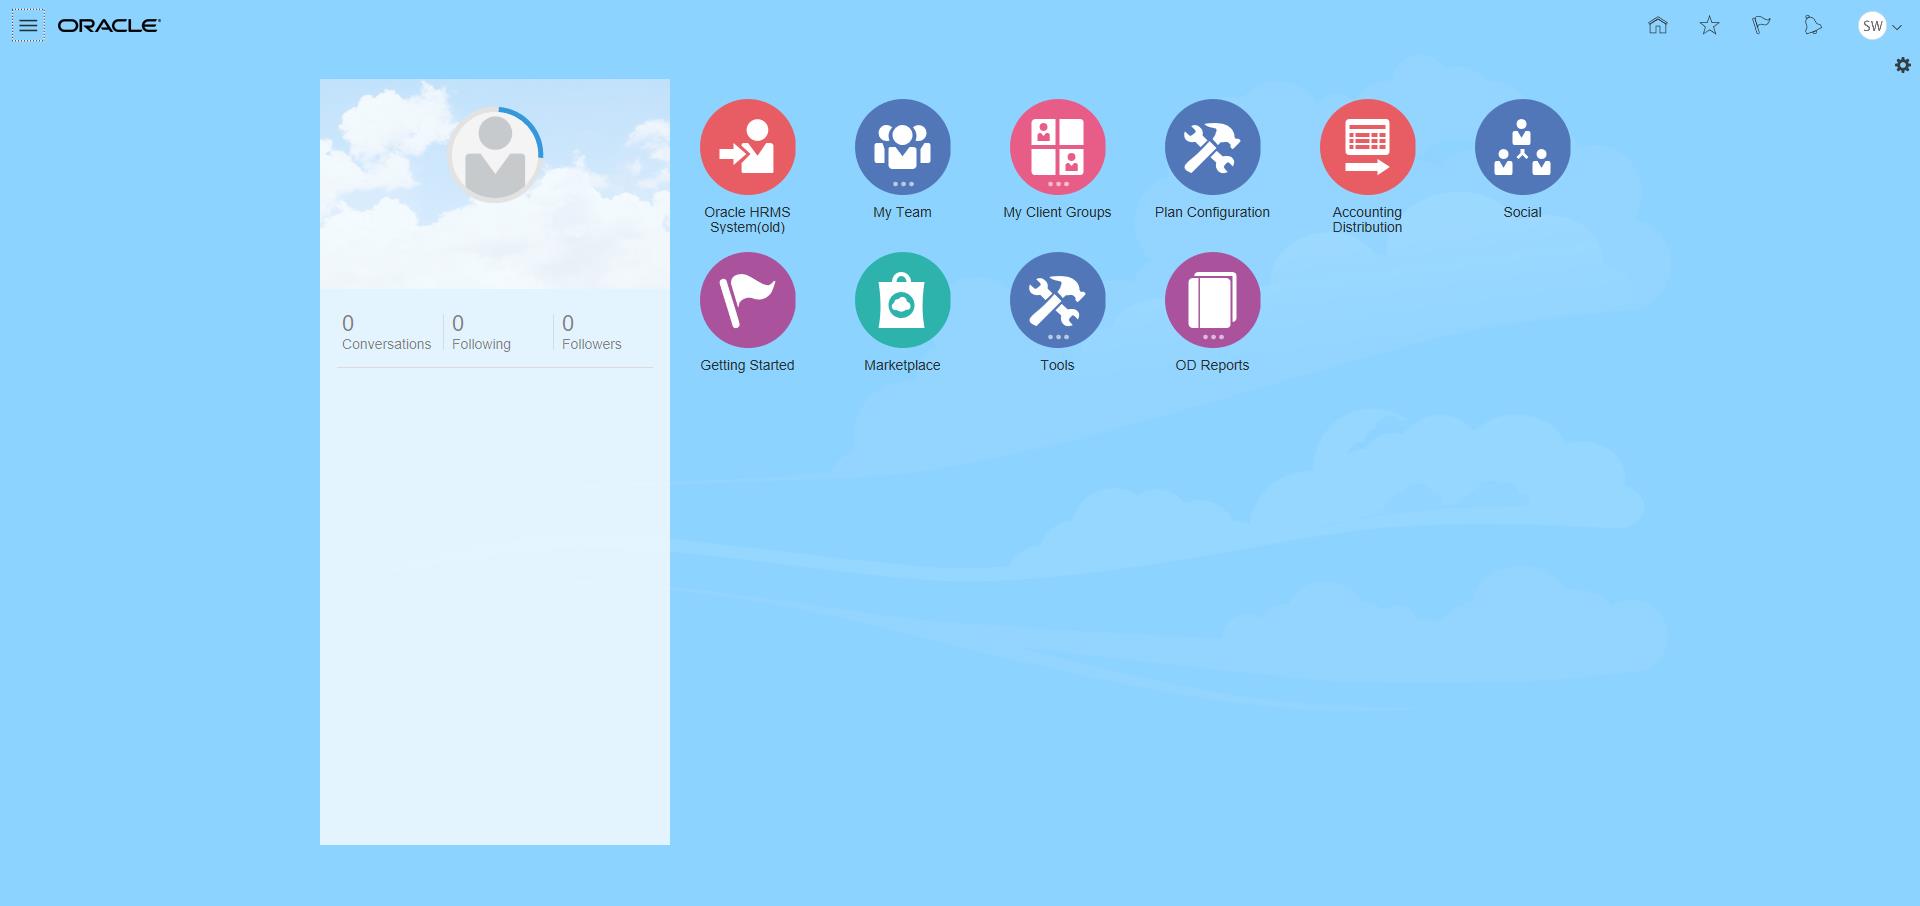 ORACLE
SW
Oracle HRMS
System(old)
My Team
My Client Groups
Plan Configuration
Accounting
Distribution
Social
0
Conversations
0
Following
0
Followers
Getting Started
Marketplace
Tools
OD Reports